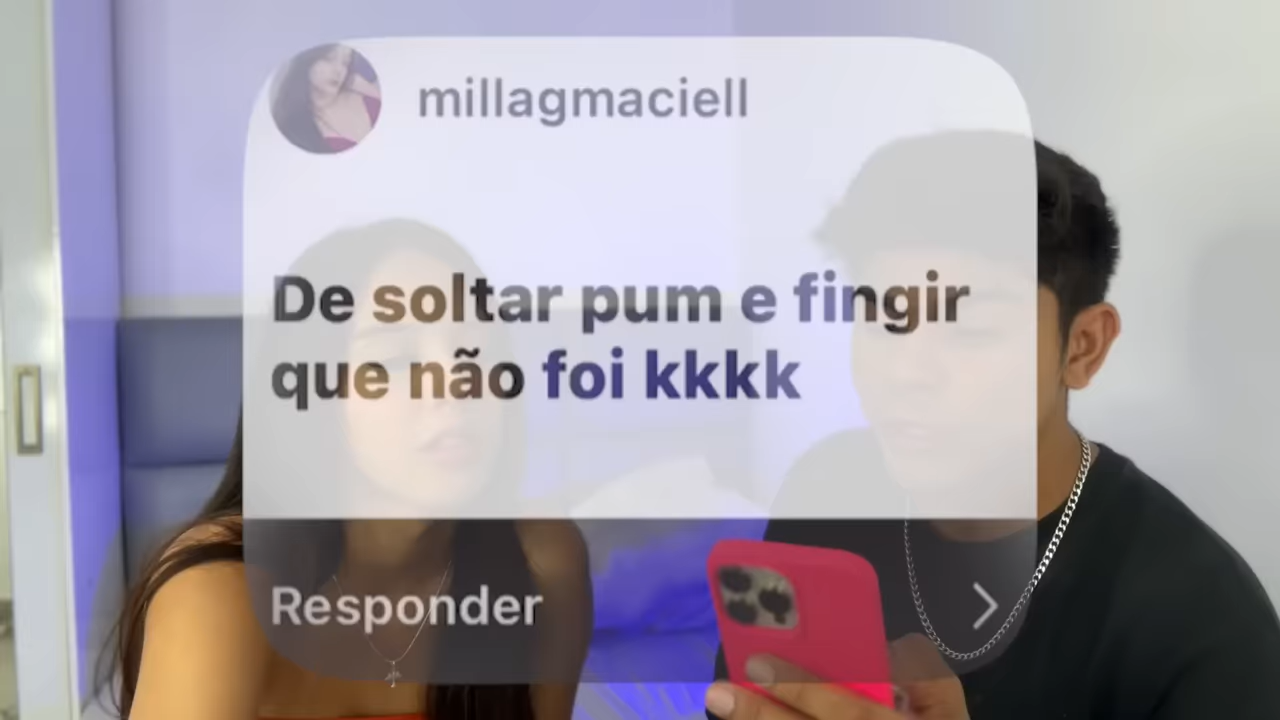 millagmaciell
De soltar pum e fingir
que não foi kkkk
Responder